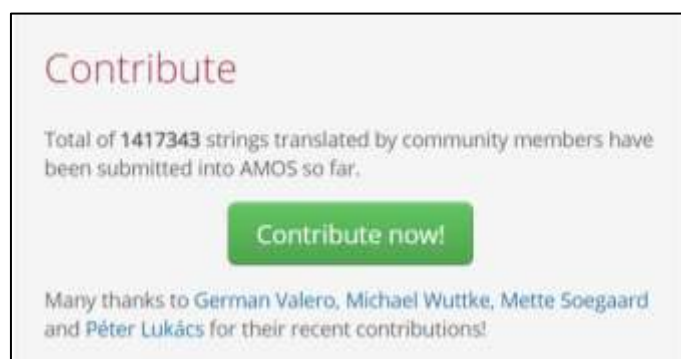 Contribute
Total of 1417343 strings translated by community members have
been submitted into AMOS so far.
Contribute now!
Many thanks to German Valero, Michael Wuttke, Mette Soegaard
and Péter Lukács for their recent contributions!